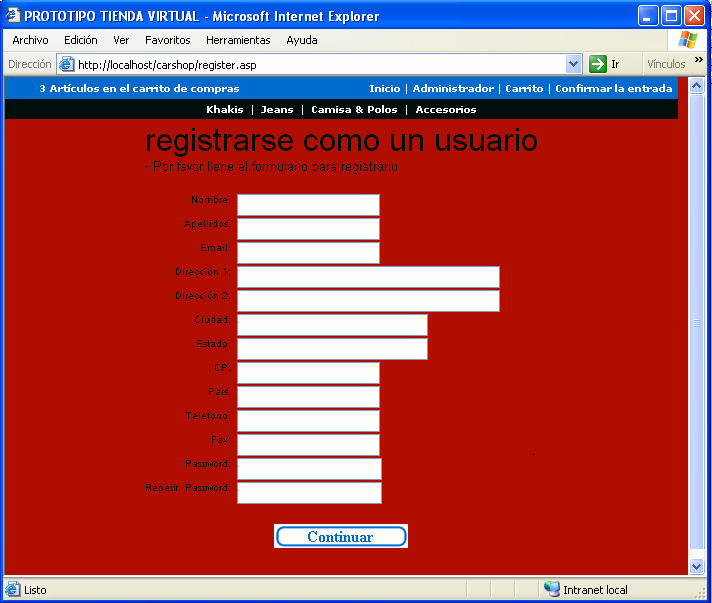 PROTOTIPO TIENDA VIRTUAL - Microsoft Internet Explorer
Archivo Edición Ver Favoritos Herramientas Ayuda
Dirección http://localhost/carshop/register.asp Ir Vínculos »
3 Artículos en el carrito de compras Inicio | Administrador | Carrito | Confirmar la entrada
Khakis | Jeans | Camisa & Polos | Accesorios
registrarse como un usuario
- Por favor llene el formulario para registrarlo.
Nombre:
Apellidos:
Email:
Dirección 1:
Dirección 2:
Ciudad:
Estado:
CP:
País:
Telefono:
Fax:
Password:
Repetir. Password:
Continuar
Listo Intranet local